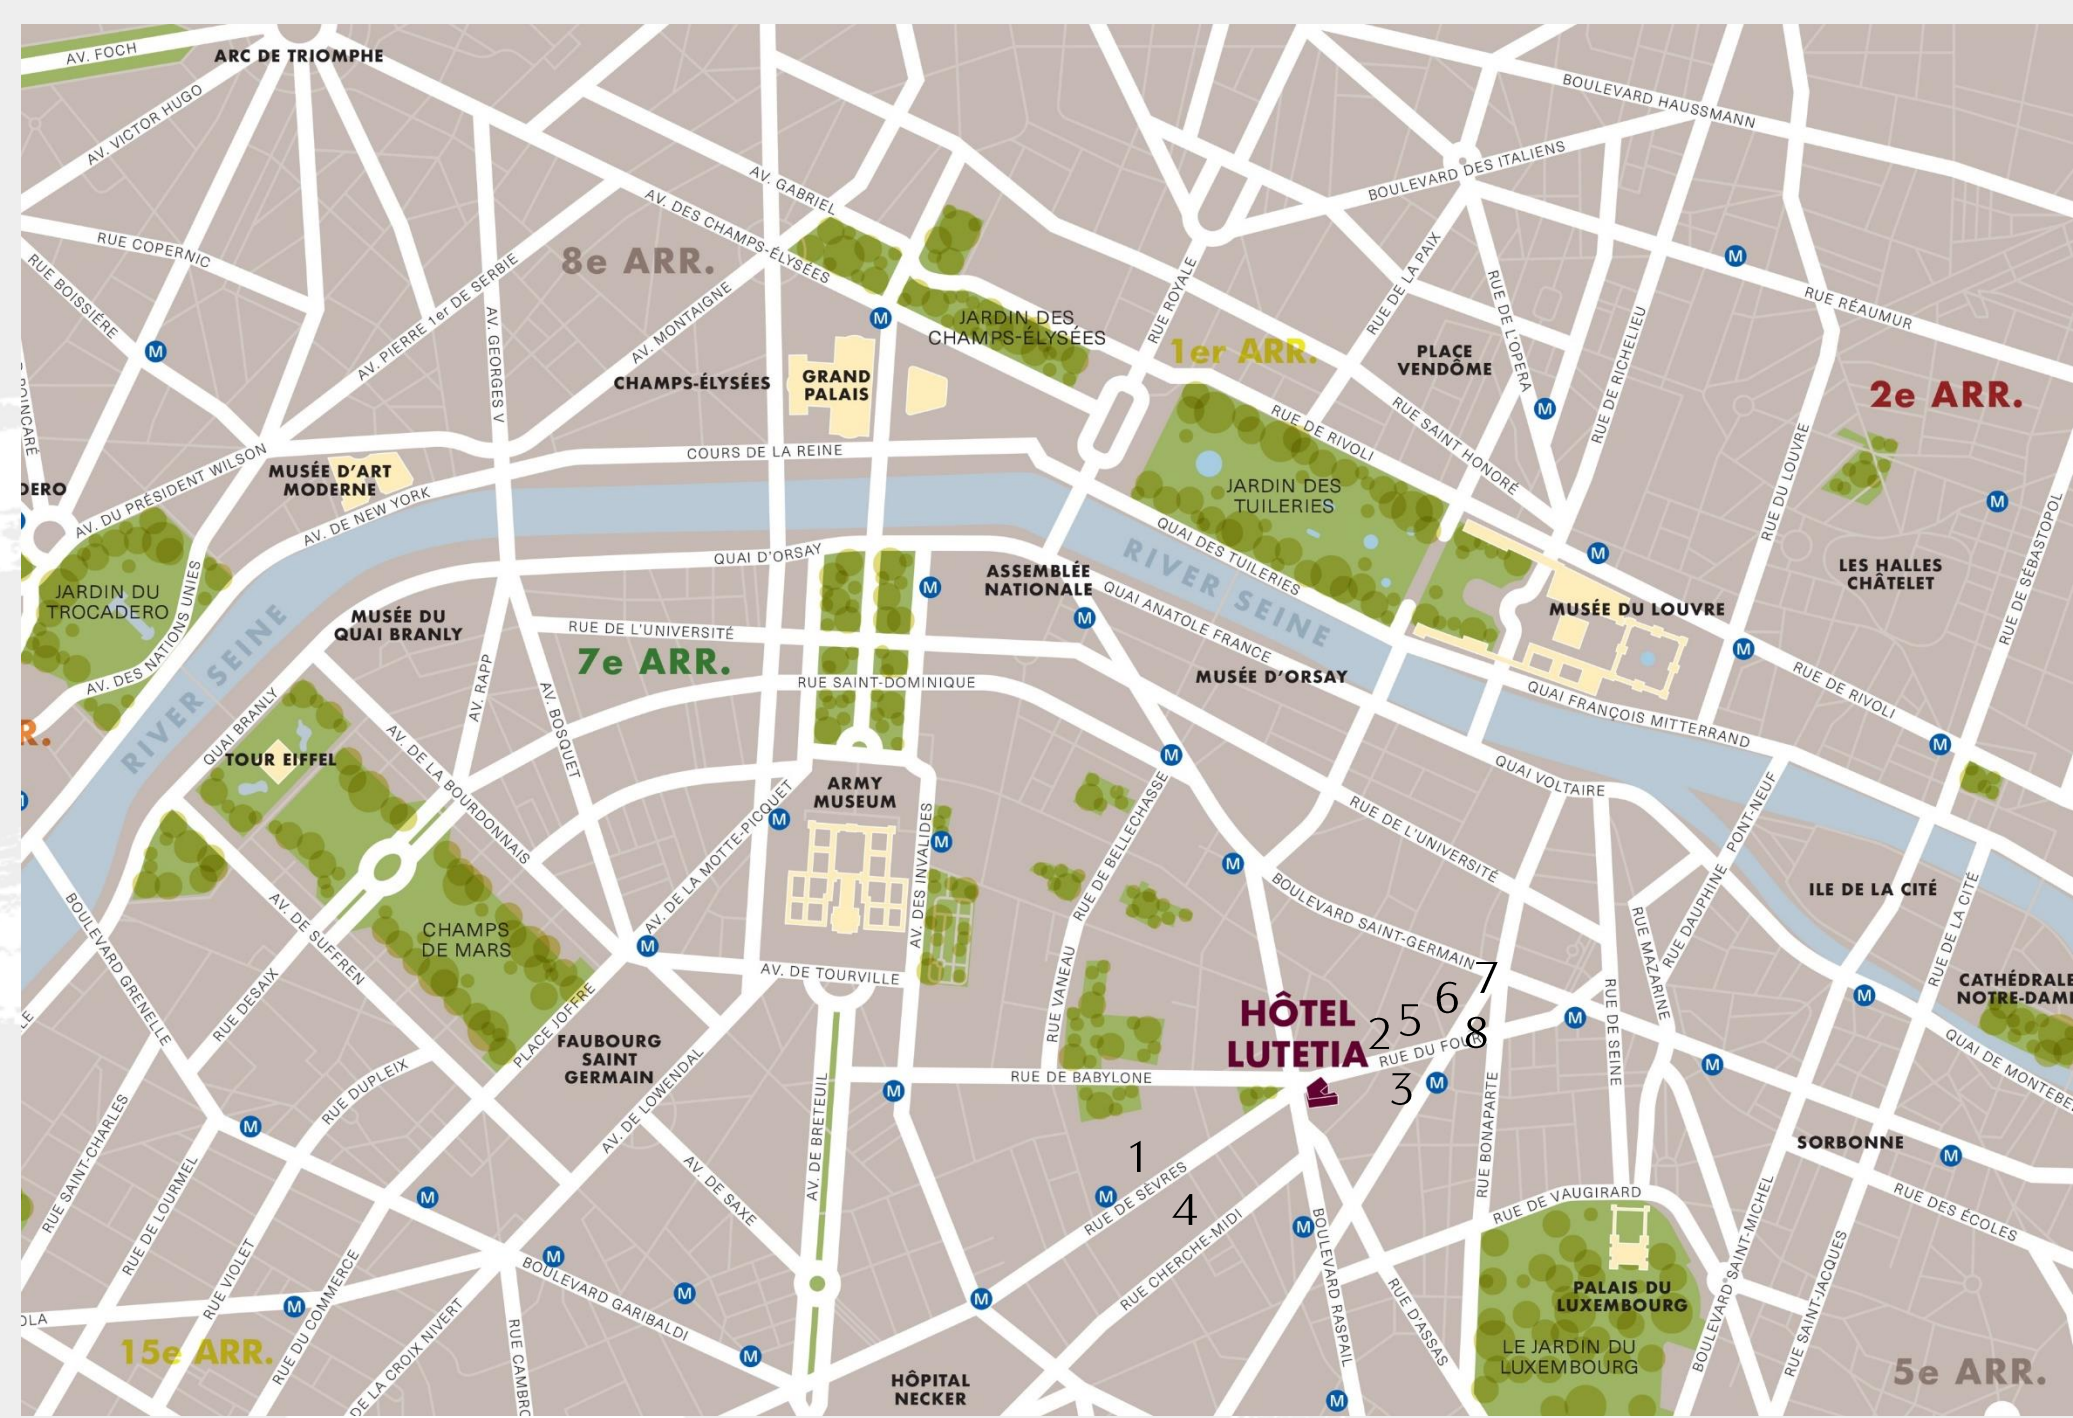 AV. FOCH
ARC DE TRIOMPHE
BOULEVARD HAUSSMANN
AV. VICTOR HUGO
BOULEVARD DES ITALIENS
AV. GABRIEL
AV. DES CHAMPS-ÉLYSÉES
RUE COPERNIC
RUE BOISSIÈRE
8e ARR.
AV. PIERRE 1er DE SERBIE
AV. GEORGES V
AV. MONTAIGNE
RUE ROYALE
RUE DE LA PAIX
RUE DE L'OPERA
RUE DE RICHELIEU
M
RUE RÉAUMUR
M
M
JARDIN DES
CHAMPS-ÉLYSÉES
1er ARR.
PLACE
VENDÔME
CHAMPS-ÉLYSÉES
GRAND
PALAIS
2e ARR.
M
POINCARÉ
RUE DE RIVOLI
RUE SAINT HONORÉ
RUE DU LOUVRE
COURS DE LA REINE
DERO
AV. DU PRÉSIDENT WILSON
MUSÉE D'ART
MODERNE
AV. DE NEW YORK
JARDIN DES
TUILERIES
M
RUE DE SÉBASTOPOL
QUAI D'ORSAY
QUAI DES TUILERIES
RIVER SEINE
M
ASSEMBLÉE
NATIONALE
M
LES HALLES
CHÂTELET
JARDIN DU
TROCADERO
AV. DES NATIONS UNIES
RIVER SEINE
MUSÉE DU
QUAI BRANLY
RUE DE L'UNIVERSITÉ
7e ARR.
M
QUAI ANATOLE FRANCE
MUSÉE DU LOUVRE
MUSÉE D'ORSAY
M
RUE DE RIVOLI
RUE SAINT-DOMINIQUE
AV. RAPP
AV. BOSQUET
QUAI FRANÇOIS MITTERRAND
R.
QUAI BRANLY
TOUR EIFFEL
AV. DE LA BOURDONNAIS
M
M
QUAI VOLTAIRE
ARMY
MUSEUM
M
AV. DE LA MOTTE-PICQUET
AV. DES INVALIDES
M
RUE DE BELLECHASSE
RUE DE L'UNIVERSITÉ
RUE DAUPHINE
PONT-NEUF
M
ILE DE LA CITÉ
BOULEVARD SAINT-GERMAIN
RUE MAZARINE
RUE DE LA CITÉ
BOULEVARD GRENELLE
AV. DE SUFFREN
CHAMPS
DE MARS
M
AV. DE TOURVILLE
RUE VANEAU
RUE DESAIX
PLACE JOFFRE
7
6
5
2
8
M
RUE DE SEINE
M
CATHÉDRALE
NOTRE-DAM
HÔTEL
LUTETIA
RUE DU FOUR
3
M
M
QUAI DE MONTEBE
FAUBOURG
SAINT
GERMAIN
RUE DUPLEIX
AV. DE LOWENDAL
AV. DE BRETEUIL
M
RUE DE BABYLONE
RUE BONAPARTE
RUE SAINT-CHARLES
M
RUE DE LOURMEL
AV. DE SAXE
1
M
RUE DE SÈVRES
4
RUE CHERCHE-MIDI
SORBONNE
M
RUE DES ÉCOLES
RUE DE VAUGIRARD
M
BOULEVARD RASPAIL
RUE D'ASSAS
M
M
BOULEVARD GARIBALDI
M
M
M
M
RUE VIOLET
RUE DU COMMERCE
DE LA CROIX NIVERT
RUE CAMBRO
OLA
15e ARR.
PALAIS DU
LUXEMBOURG
LE JARDIN DU
LUXEMBOURG
BOULEVARD SAINT-MICHEL
RUE SAINT-JACQUES
HÔPITAL
NECKER
M
5e ARR.